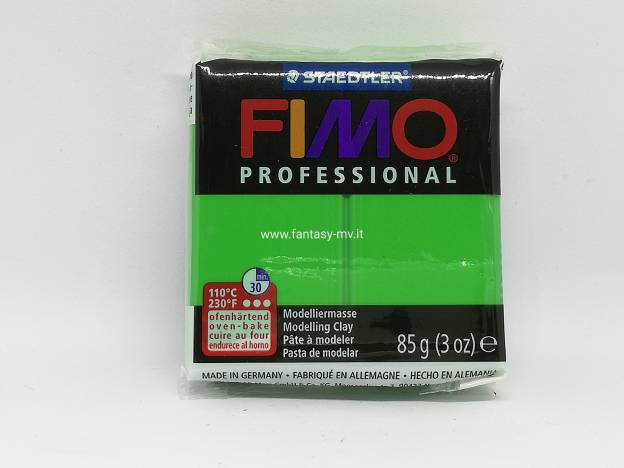 STAEDTLER
FIMO®
PROFESSIONAL
www.fantasy-mv.it
min.
30
110°C
230°F
ofenhärtend
oven-bake
cuire au four
endurece al horno
Modelliermasse
Modelling Clay
Pâte à modeler
Pasta de modelar
85 g (3 oz) e
MADE IN GERMANY • FABRIQUÉ EN ALLEMAGNE • HECHO EN ALEMANIA